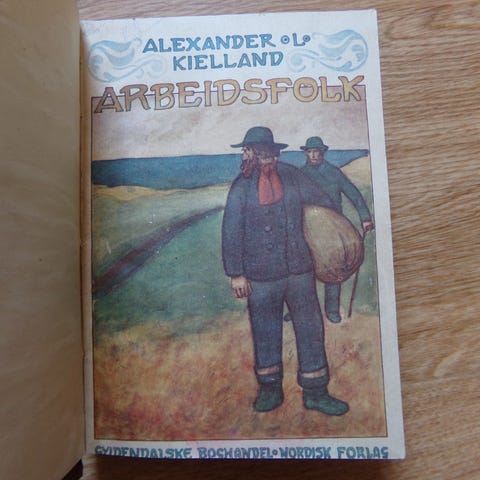 ALEXANDER L.
KIELLAND
ARBEIDSFOLK
GYLDENDALSKE BOGHANDEL • NORDISK FORLAG